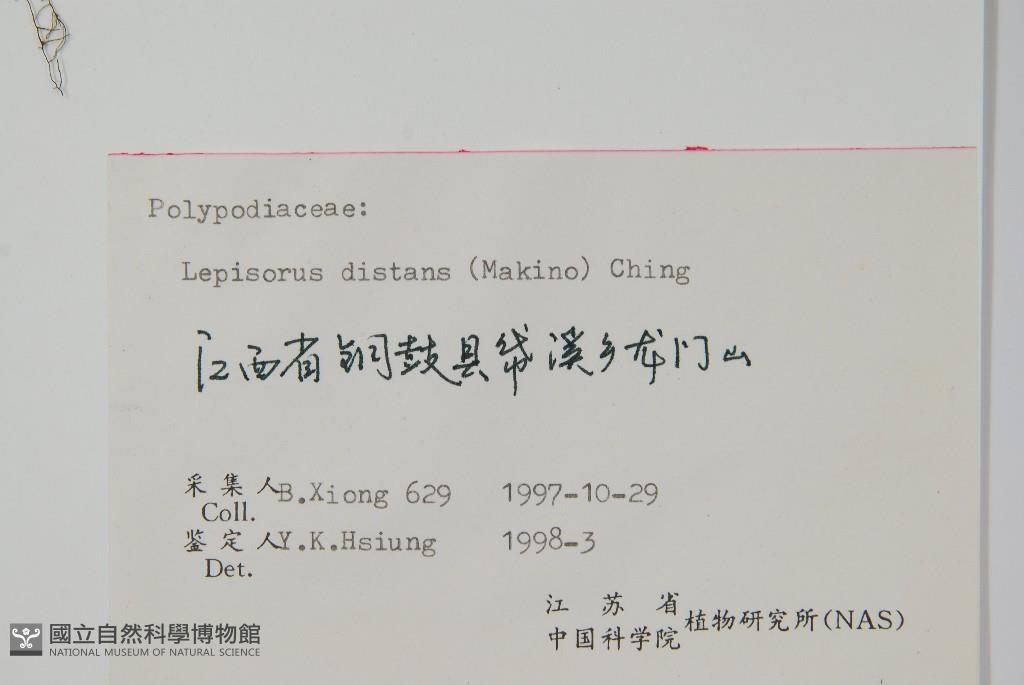 Polypodiaceae:
Lepisorus distans (Makino) Ching
江西省铜鼓县带溪乡龙门山
采集人 B.Xiong 629 1997-10-29
Coll.
鉴定人 Y.K.Hsiung 1998-3
Det.
江苏省
中国科学院 植物研究所(NAS)
國立自然科學博物館
NATIONAL MUSEUM OF NATURAL SCIENCE